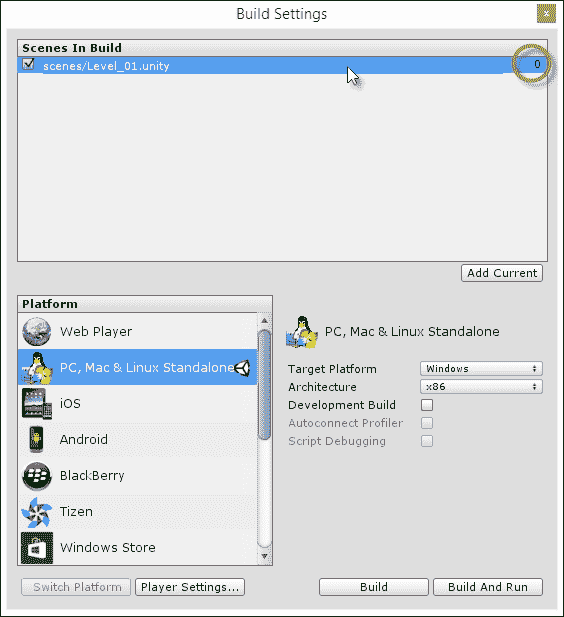 Build Settings
x
Scenes In Build
scenes/Level_01.unity 0
Add Current
Platform
Web Player
PC, Mac & Linux Standalone
iOS
Android
BlackBerry
Tizen
Windows Store
PC, Mac & Linux Standalone
Target Platform Windows
Architecture x86
Development Build
Autoconnect Profiler
Script Debugging
Switch Platform
Player Settings...
Build
Build And Run